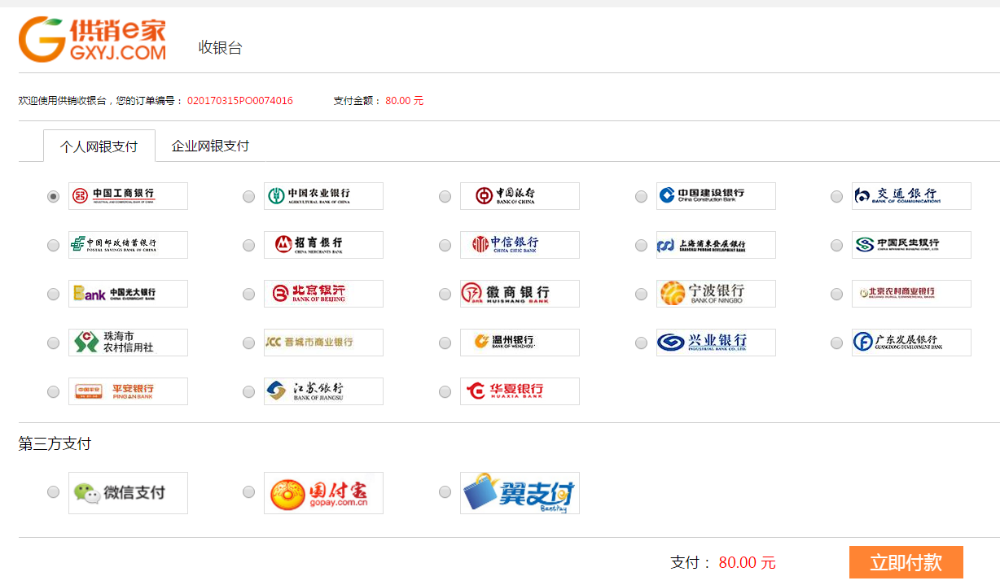 供销e家
GXYJ.COM
收银台
欢迎使用供销收银台，您的订单编号： 020170315PO0074016 支付金额： 80.00 元
个人网银支付 企业网银支付
中国工商银行
INDUSTRIAL AND COMMERCIAL BANK OF CHINA
中国农业银行
AGRICULTURAL BANK OF CHINA
中国银行
BANK OF CHINA
中国建设银行
China Construction Bank
交通银行
BANK OF COMMUNICATIONS
中国邮政储蓄银行
POSTAL SAVINGS BANK OF CHINA
招商银行
CHINA MERCHANTS BANK
中信银行
CHINA CITIC BANK
上海浦东发展银行
SHANGHAI PUDONG DEVELOPMENT BANK
中国民生银行
Bank 中国光大银行
CHINA EVERBRIGHT BANK
北京银行
BANK OF BEIJING
徽商银行
HUISHANG BANK
宁波银行
BANK OF NINGBO
北京农村商业银行
珠海市
农村信用社
JCC 晋城市商业银行
温州银行
BANK OF WENZHOU
兴业银行
INDUSTRIAL BANK CO.,LTD.
广东发展银行
GUANGDONG DEVELOPMENT BANK
中国平安 平安银行
PING AN BANK
江苏银行
BANK OF JIANGSU
华夏银行
HUAXIA BANK
第三方支付
微信支付
国付宝
gopay.com.cn
翼支付
BestPay
支付： 80.00 元
立即付款